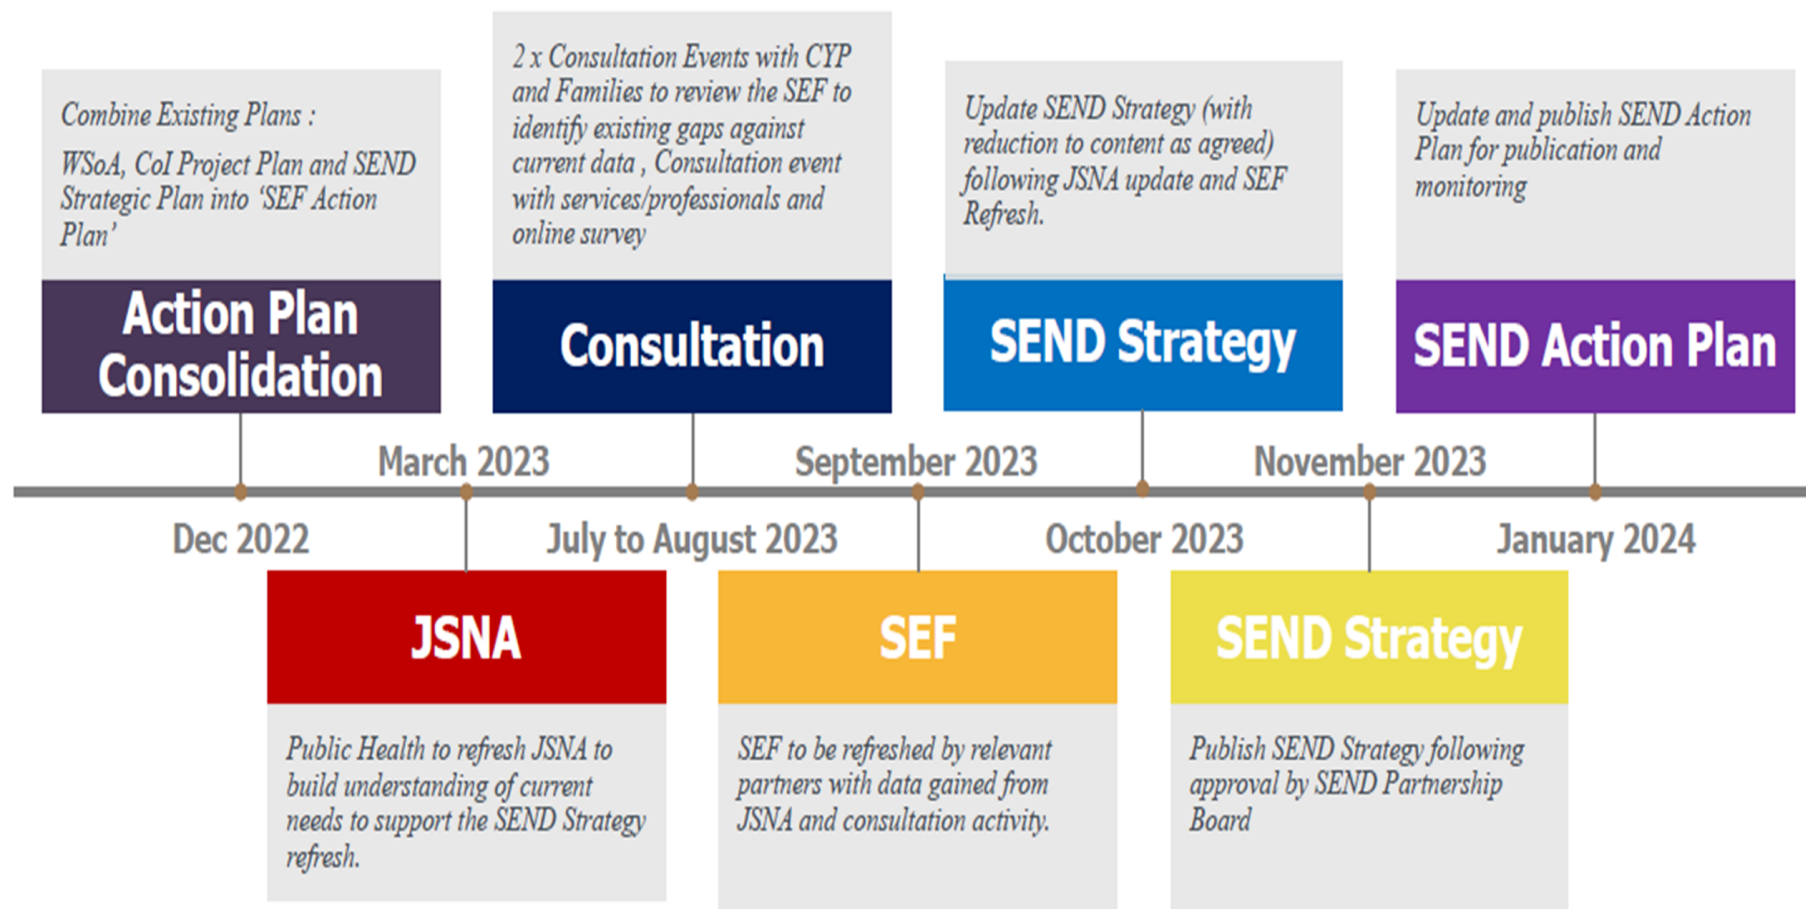 Combine Existing Plans :
WSoA, CoI Project Plan and SEND
Strategic Plan into ‘SEF Action
Plan’
Action Plan
Consolidation
Dec 2022
March 2023
JSNA
Public Health to refresh JSNA to
build understanding of current
needs to support the SEND Strategy
refresh.
2 x Consultation Events with CYP
and Families to review the SEF to
identify existing gaps against
current data , Consultation event
with services/professionals and
online survey
Consultation
July to August 2023
September 2023
SEF
SEF to be refreshed by relevant
partners with data gained from
JSNA and consultation activity.
Update SEND Strategy (with
reduction to content as agreed)
following JSNA update and SEF
Refresh.
SEND Strategy
October 2023
November 2023
SEND Strategy
Publish SEND Strategy following
approval by SEND Partnership
Board
Update and publish SEND Action
Plan for publication and
monitoring
SEND Action Plan
January 2024